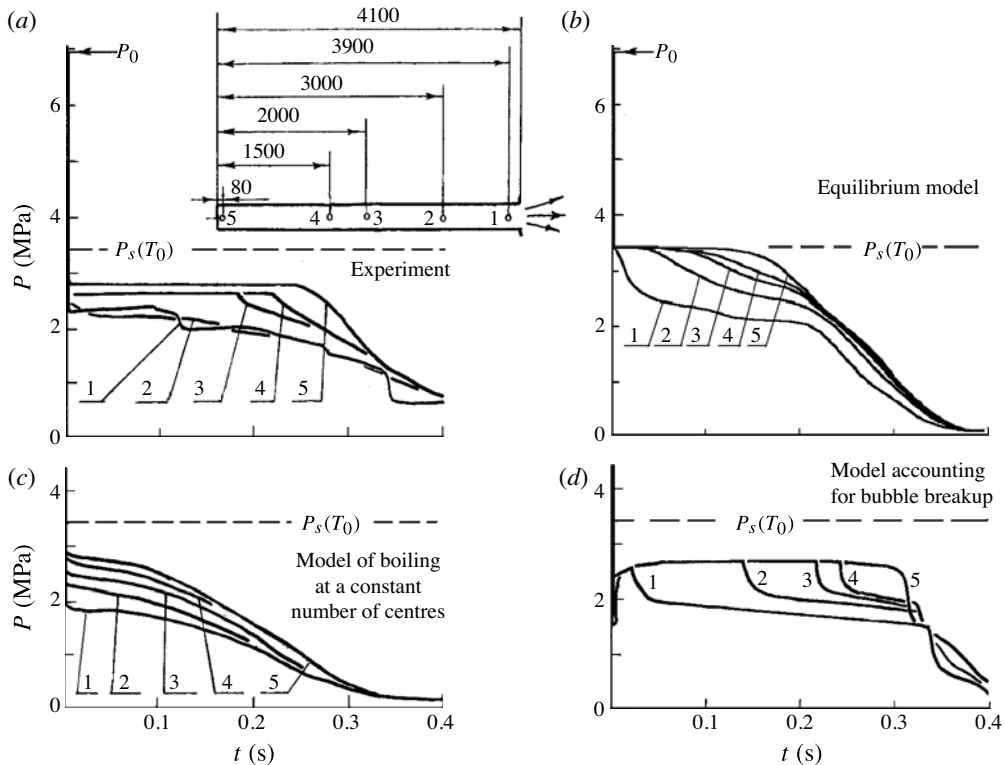 (a)
4100
3900
3000
2000
1500
80
5 4 3 2 1
P₀
6
4
2
0
P (MPa)
Pₛ(T₀)
Experiment
1 2 3 4 5
0.1 0.2 0.3 0.4
t (s)
(b)
P₀
6
4
2
0
Equilibrium model
Pₛ(T₀)
1 2 3 4 5
(c)
4
2
0
P (MPa)
Pₛ(T₀)
Model of boiling
at a constant
number of centres
1 2 3 4 5
(d)
Model accounting
for bubble breakup
4
2
0
Pₛ(T₀)
1 2 3 4 5
0.1 0.2 0.3 0.4
t (s)